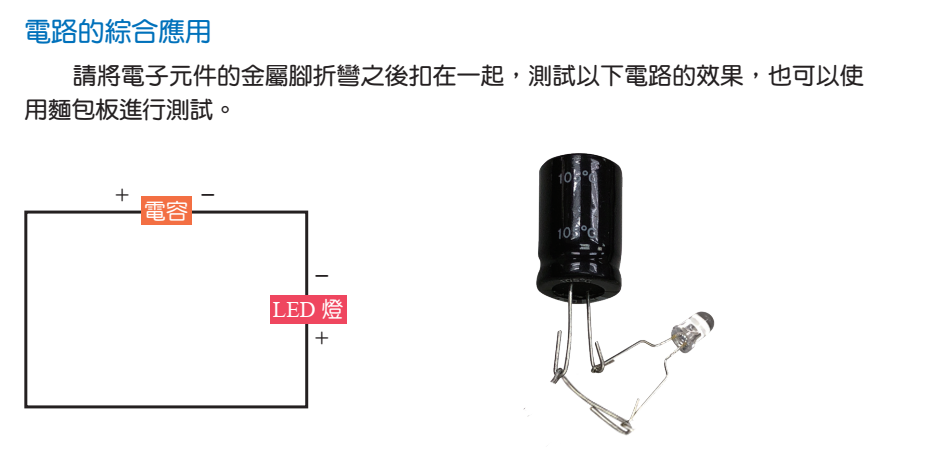 電路的綜合應用
請將電子元件的金屬腳折彎之後扣在一起，測試以下電路的效果，也可以使
用麵包板進行測試。
+ −
電容
−
LED 燈
+
105°C
105°C